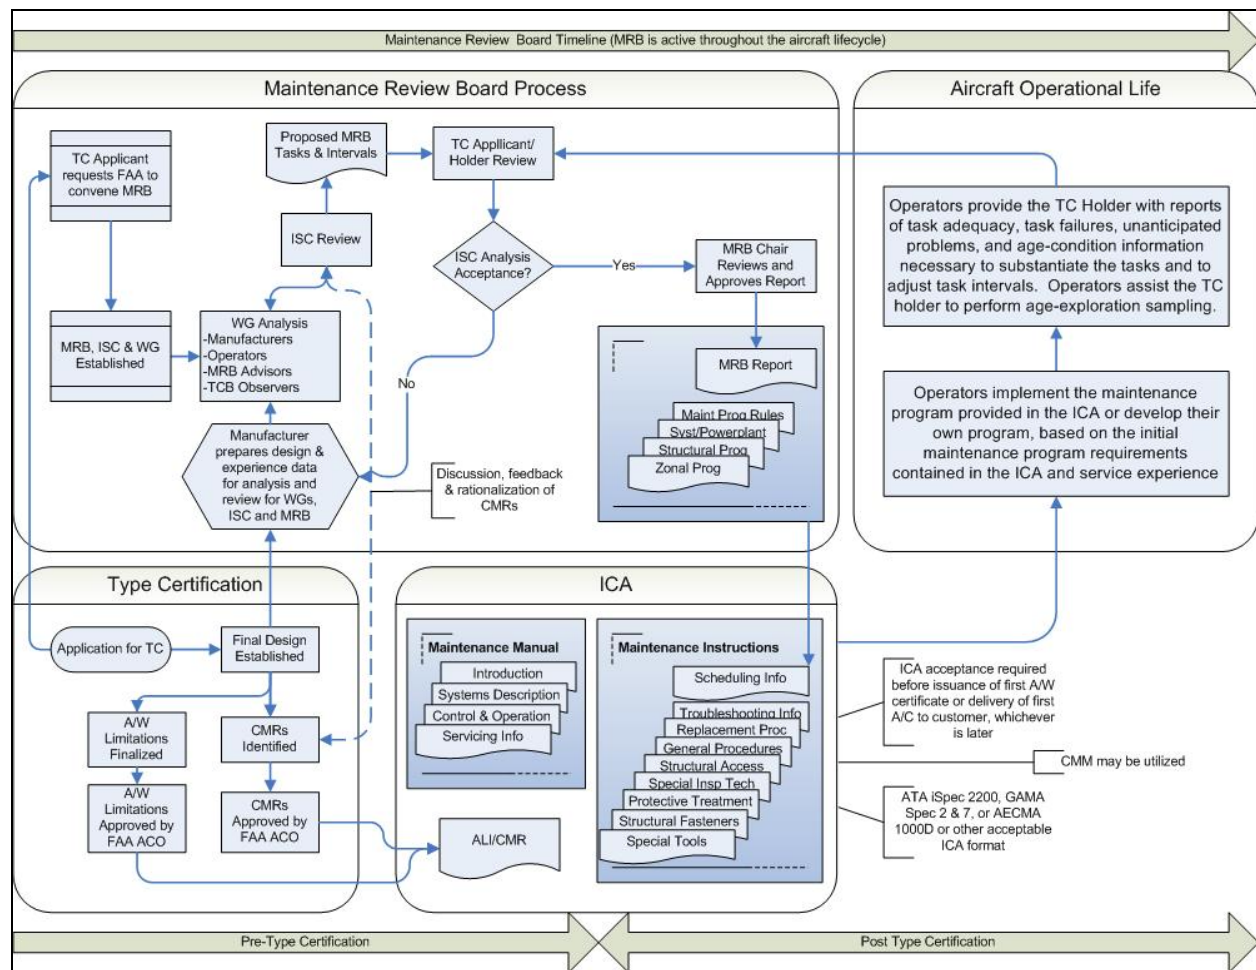 Maintenance Review Board Timeline (MRB is active throughout the aircraft lifecycle)
Maintenance Review Board Process
TC Applicant
requests FAA to
convene MRB
Proposed MRB
Tasks & Intervals
TC Appllicant/
Holder Review
ISC Review
ISC Analysis
Acceptance?
Yes
No
MRB Chair
Reviews and
Approves Report
MRB, ISC & WG
Established
WG Analysis
-Manufacturers
-Operators
-MRB Advisors
-TCB Observers
Manufacturer
prepares design &
experience data
for analysis and
review for WGs,
ISC and MRB
Discussion, feedback
& rationalization of
CMRs
MRB Report
Maint Prog Rules
Syst/Powerplant
Structural Prog
Zonal Prog
Aircraft Operational Life
Operators provide the TC Holder with reports
of task adequacy, task failures, unanticipated
problems, and age-condition information
necessary to substantiate the tasks and to
adjust task intervals. Operators assist the TC
holder to perform age-exploration sampling.
Operators implement the maintenance
program provided in the ICA or develop their
own program, based on the initial
maintenance program requirements
contained in the ICA and service experience
Type Certification
Application for TC
Final Design
Established
A/W
Limitations
Finalized
CMRs
Identified
A/W
Limitations
Approved by
FAA ACO
CMRs
Approved by
FAA ACO
ICA
Maintenance Manual
Introduction
Systems Description
Control & Operation
Servicing Info
ALI/CMR
Maintenance Instructions
Scheduling Info
Troubleshooting Info
Replacement Proc
General Procedures
Structural Access
Special Insp Tech
Protective Treatment
Structural Fasteners
Special Tools
ICA acceptance required
before issuance of first A/W
certificate or delivery of first
A/C to customer, whichever
is later
CMM may be utilized
ATA iSpec 2200, GAMA
Spec 2 & 7, or AECMA
1000D or other acceptable
ICA format
Pre-Type Certification
Post Type Certification